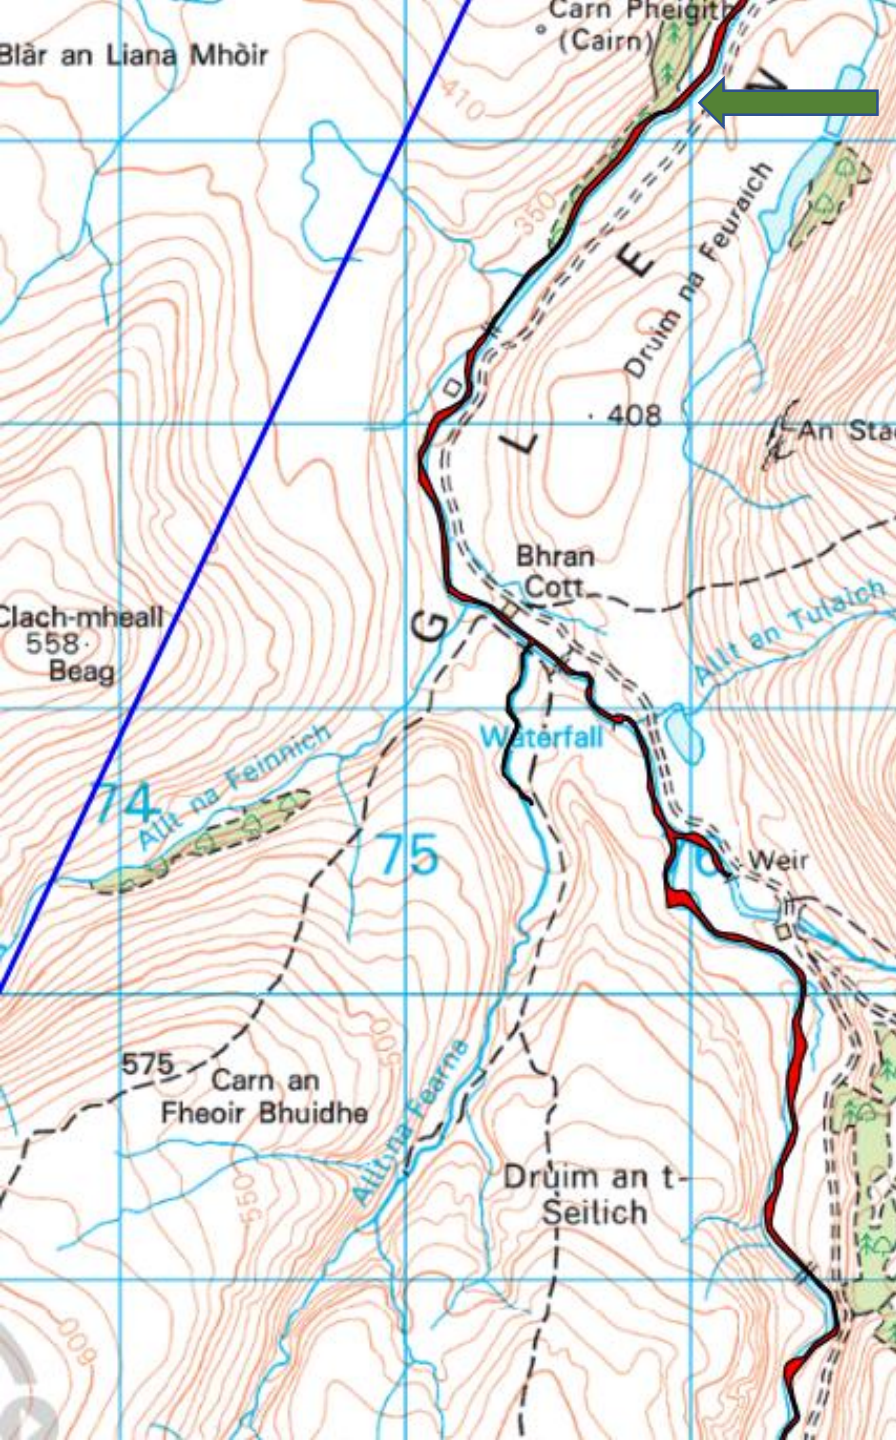 Carn Pheigith
(Cairn)
Blàr an Liana Mhòir
410
N
350
E
Druim na Feuraich
408
L
An Stac
Bhran
Cott
G
Clach-mheall
558
Beag
Allt an Tulaich
Waterfall
Allt na Feinnich
74
75
Weir
500
575
Carn an
Fheoir Bhuidhe
Allt na Fearna
550
Druim an t-
Seilich
600